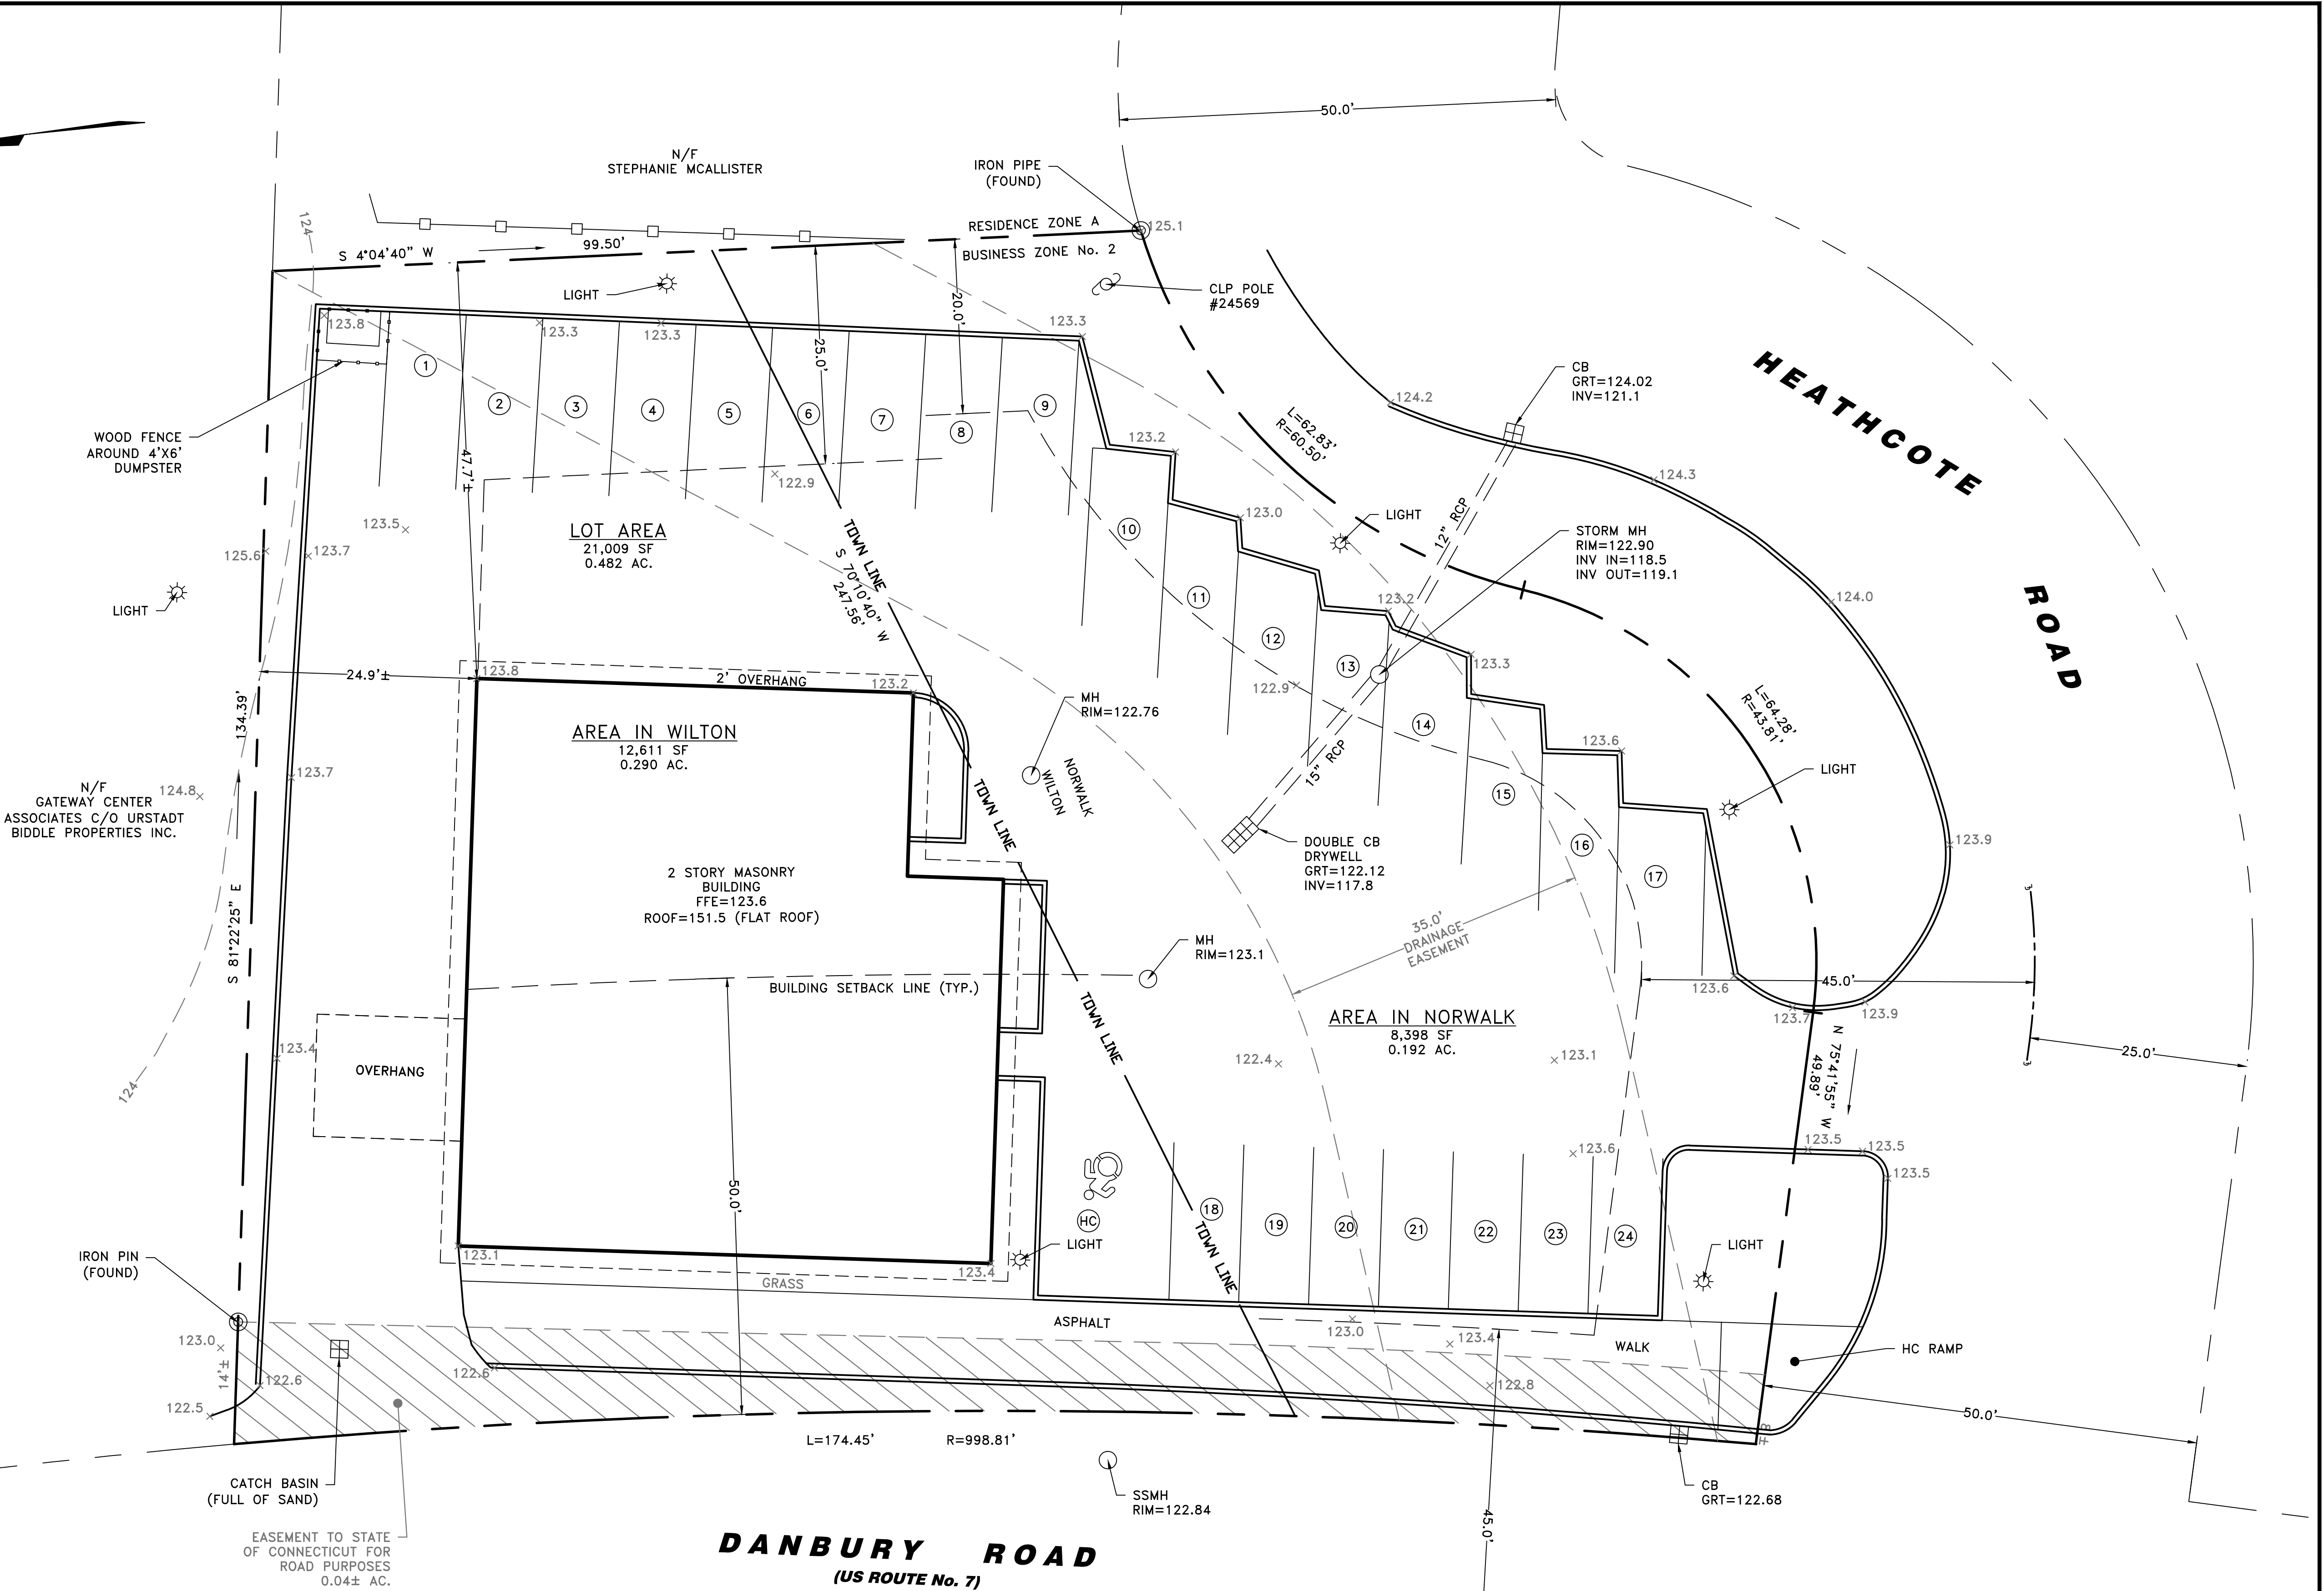 50.0'
N/F
STEPHANIE MCALLISTER
IRON PIPE
(FOUND)
RESIDENCE ZONE A
125.1
BUSINESS ZONE No. 2
124
S 4°04'40" W
99.50'
LIGHT
CLP POLE
#24569
20.0'
25.0'
123.8
123.3
123.3
123.3
1
2
3
4
5
6
7
8
9
CB
GRT=124.02
INV=121.1
124.2
HEATHCOTE
ROAD
L=62.83'
R=60.50'
WOOD FENCE
AROUND 4'X6'
DUMPSTER
47.7'±
122.9
123.2
124.3
123.5
LOT AREA
21,009 SF
0.482 AC.
TOWN LINE
S 70°10'40" W
247.56'
10
123.0
LIGHT
12" RCP
STORM MH
RIM=122.90
INV IN=118.5
INV OUT=119.1
125.6
123.7
LIGHT
11
123.2
124.0
12
13
123.3
24.9'±
123.8
2' OVERHANG
123.2
122.9
134.39'
MH
RIM=122.76
14
L=64.28'
R=43.81'
AREA IN WILTON
12,611 SF
0.290 AC.
123.6
15" RCP
NORWALK
WILTON
123.7
LIGHT
15
N/F
GATEWAY CENTER
ASSOCIATES C/O URSTADT
BIDDLE PROPERTIES INC.
124.8
TOWN LINE
DOUBLE CB
DRYWELL
GRT=122.12
INV=117.8
16
123.9
17
2 STORY MASONRY
BUILDING
FFE=123.6
ROOF=151.5 (FLAT ROOF)
S 81°22'25" E
35.0'
DRAINAGE
EASEMENT
MH
RIM=123.1
BUILDING SETBACK LINE (TYP.)
123.6
45.0'
123.7
123.9
TOWN LINE
AREA IN NORWALK
8,398 SF
0.192 AC.
N 75°41'55" W
49.89'
25.0'
123.4
OVERHANG
124
122.4
123.1
123.5
123.5
123.5
123.6
50.0'
HC
18
19
20
21
22
23
24
TOWN LINE
LIGHT
LIGHT
IRON PIN
(FOUND)
123.1
123.4
GRASS
ASPHALT
123.0
123.4
WALK
HC RAMP
123.0
14'±
122.6
122.6
122.8
122.5
50.0'
L=174.45'
R=998.81'
CATCH BASIN
(FULL OF SAND)
SSMH
RIM=122.84
CB
GRT=122.68
45.0'
EASEMENT TO STATE
OF CONNECTICUT FOR
ROAD PURPOSES
0.04± AC.
DANBURY ROAD
(US ROUTE No. 7)